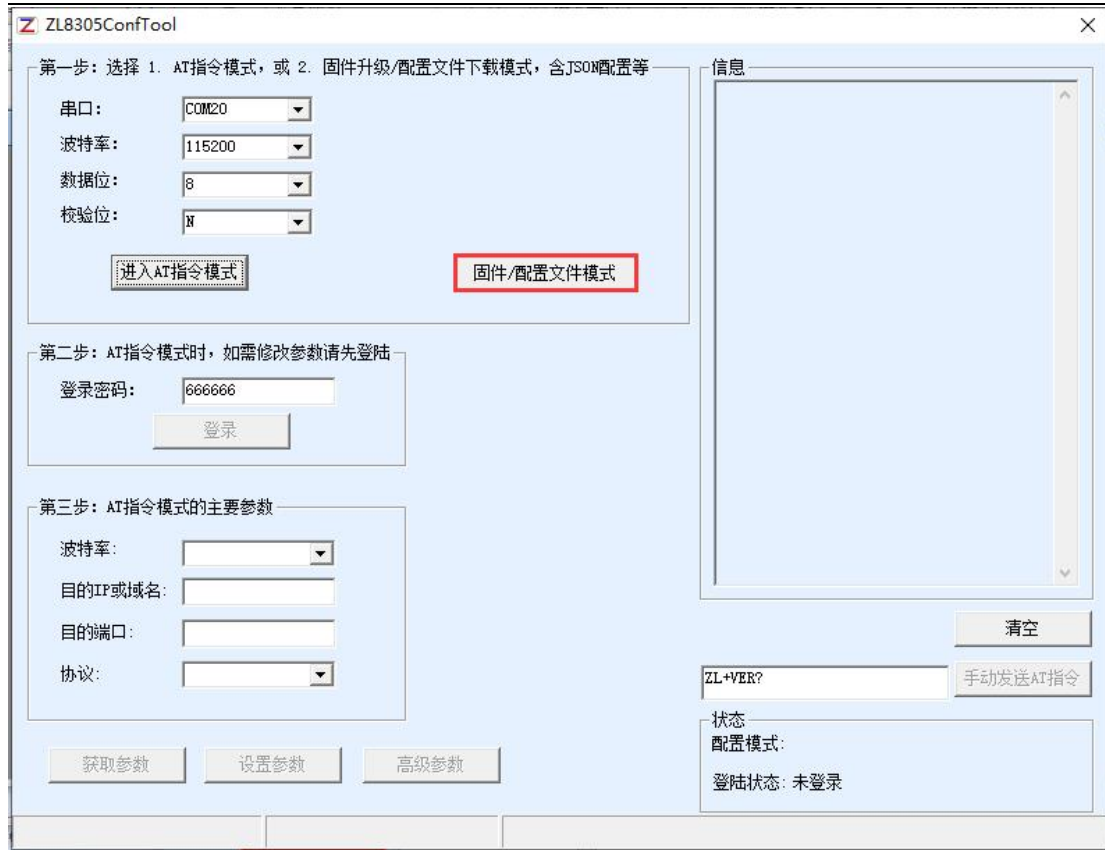 ZL8305ConfTool
第一步: 选择 1. AT指令模式, 或 2. 固件升级/配置文件下载模式, 含JSON配置等
串口: COM20
波特率: 115200
数据位: 8
校验位: N
进入AT指令模式 固件/配置文件模式
第二步: AT指令模式时, 如需修改参数请先登陆
登录密码: 666666
登录
第三步: AT指令模式的主要参数
波特率:
目的IP或域名:
目的端口:
协议:
获取参数 设置参数 高级参数
信息
清空
ZL+VER? 手动发送AT指令
状态
配置模式:
登陆状态: 未登录